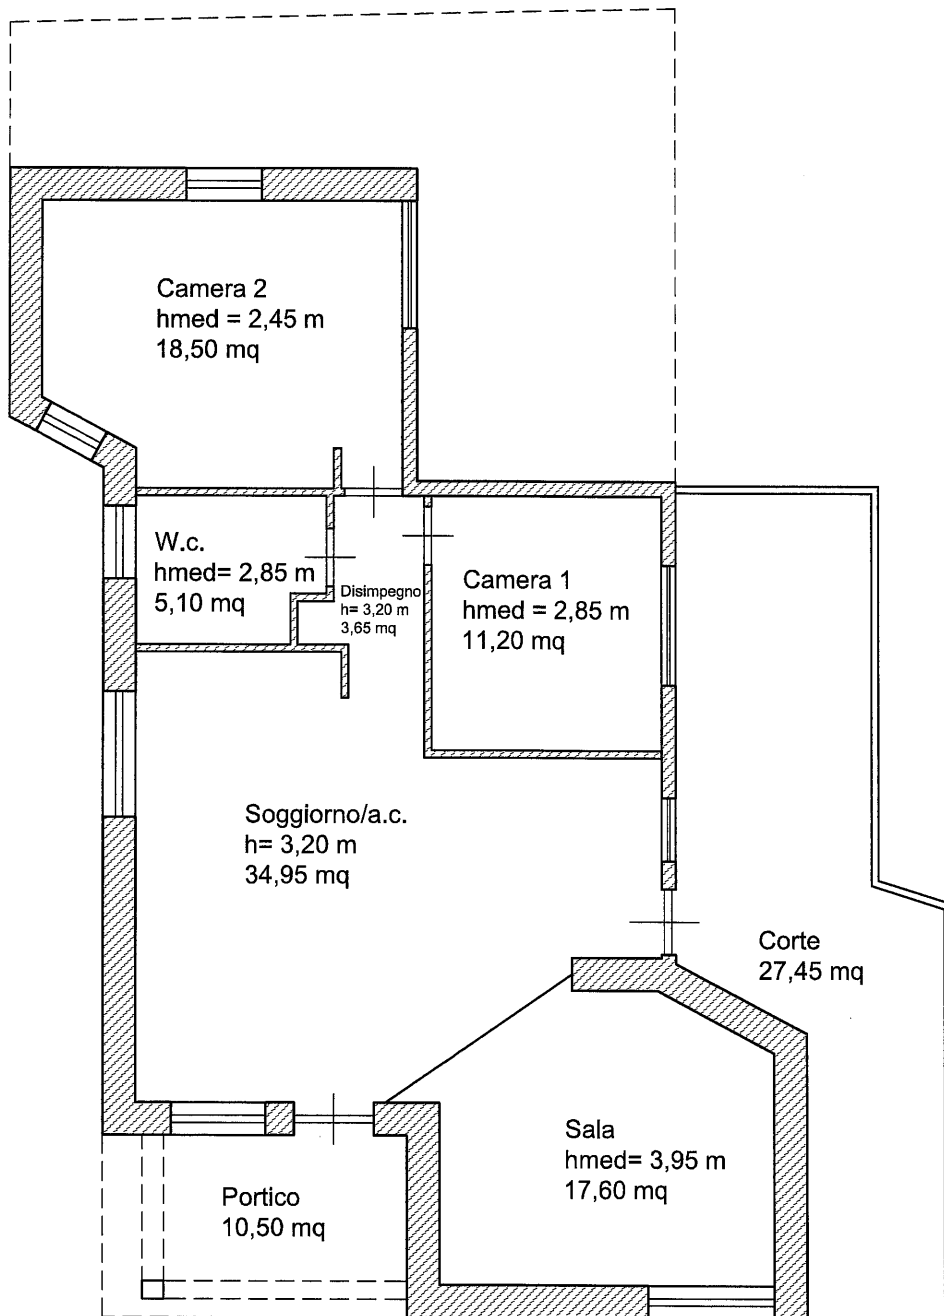 Camera 2
hmed = 2,45 m
18,50 mq
W.c.
hmed= 2,85 m
5,10 mq
Disimpegno
h= 3,20 m
3,65 mq
Camera 1
hmed = 2,85 m
11,20 mq
Soggiorno/a.c.
h= 3,20 m
34,95 mq
Corte
27,45 mq
Sala
hmed= 3,95 m
17,60 mq
Portico
10,50 mq